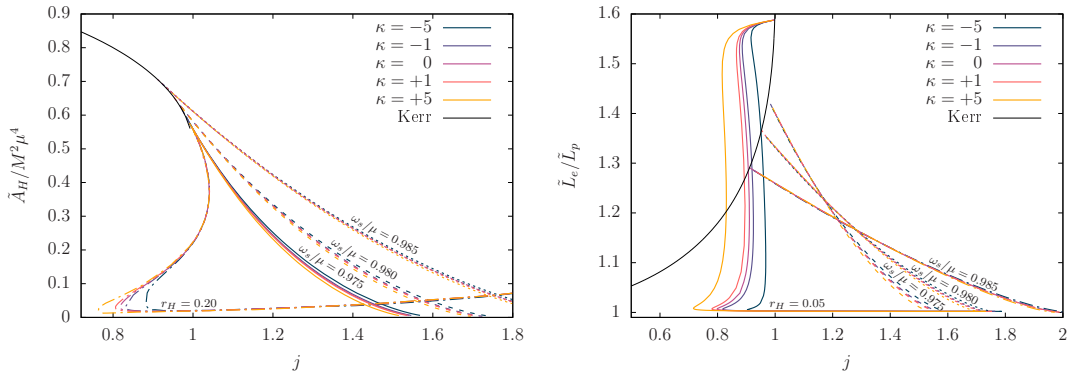 0.9
0.8
0.7
0.6
0.5
0.4
0.3
0.2
0.1
0
0.8
1
1.2
1.4
1.6
1.8
j
Ã_H/M²μ⁴
κ = −5
κ = −1
κ = 0
κ = +1
κ = +5
Kerr
ω_s/μ = 0.985
ω_s/μ = 0.980
ω_s/μ = 0.975
r_H = 0.20
1.6
1.5
1.4
1.3
1.2
1.1
1
0.6
0.8
1
1.2
1.4
1.6
1.8
2
j
L̃_e/L̃_p
κ = −5
κ = −1
κ = 0
κ = +1
κ = +5
Kerr
ω_s/μ = 0.985
ω_s/μ = 0.980
ω_s/μ = 0.975
r_H = 0.05